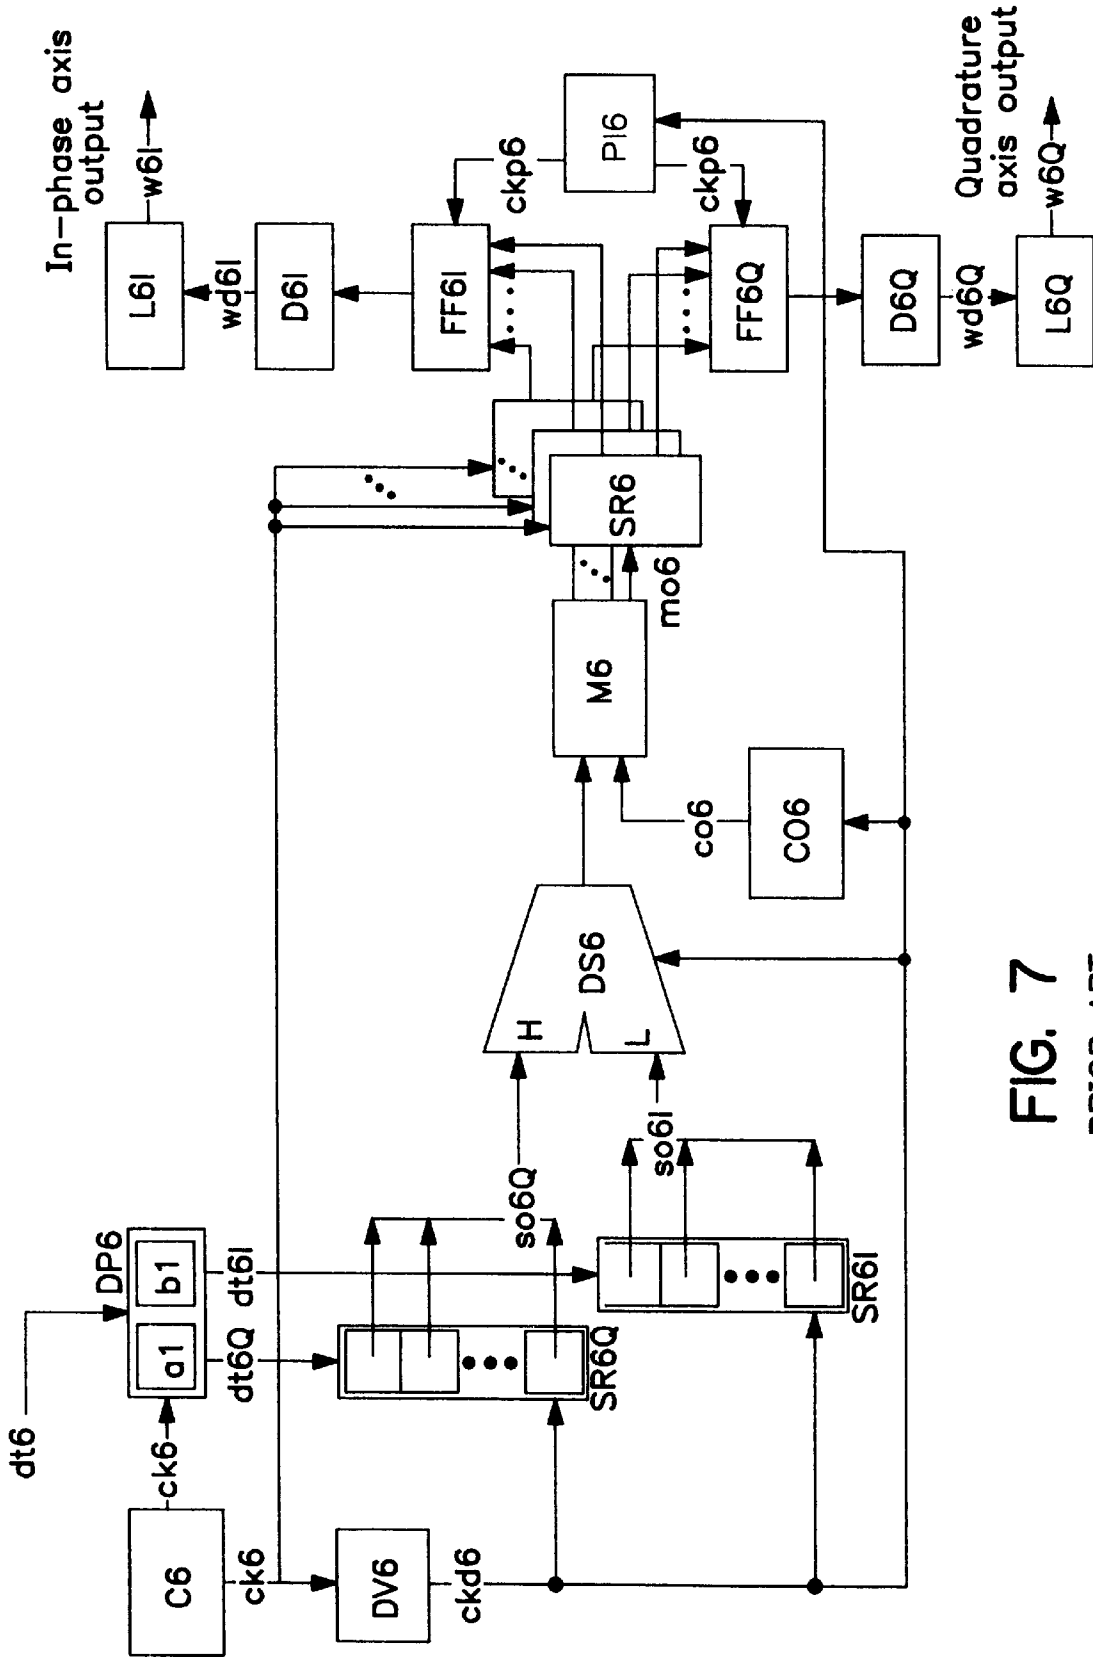 dt6
In-phase axis
output
w6I
L6I
wd6I
D6I
FF6I
ckp6
PI6
ckp6
FF6Q
D6Q
wd6Q
L6Q
w6Q
Quadrature
axis output
DP6
a1
b1
ck6
C6
ck6
dt6Q
dt6I
DV6
ckd6
SR6Q
so6Q
SR6I
so6I
H
L
DS6
M6
mo6
SR6
co6
CO6
FIG. 7
PRIOR ART